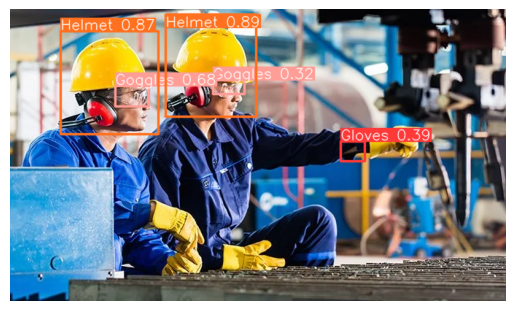 Helmet 0.87
Helmet 0.89
Goggles 0.68
Goggles 0.32
Gloves 0.39